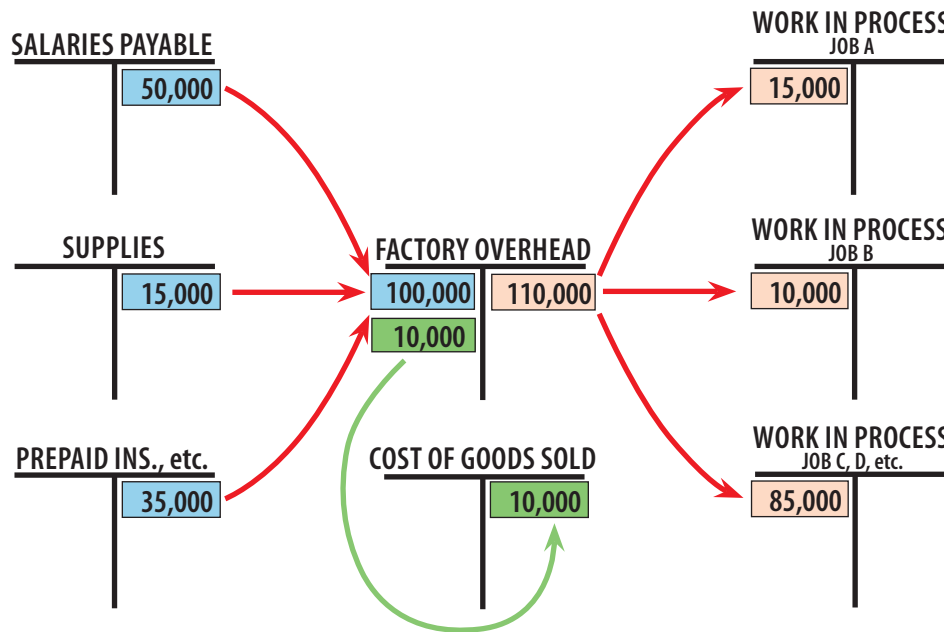 SALARIES PAYABLE
50,000
SUPPLIES
15,000
PREPAID INS., etc.
35,000
FACTORY OVERHEAD
100,000 110,000
10,000
COST OF GOODS SOLD
10,000
WORK IN PROCESS
JOB A
15,000
WORK IN PROCESS
JOB B
10,000
WORK IN PROCESS
JOB C, D, etc.
85,000